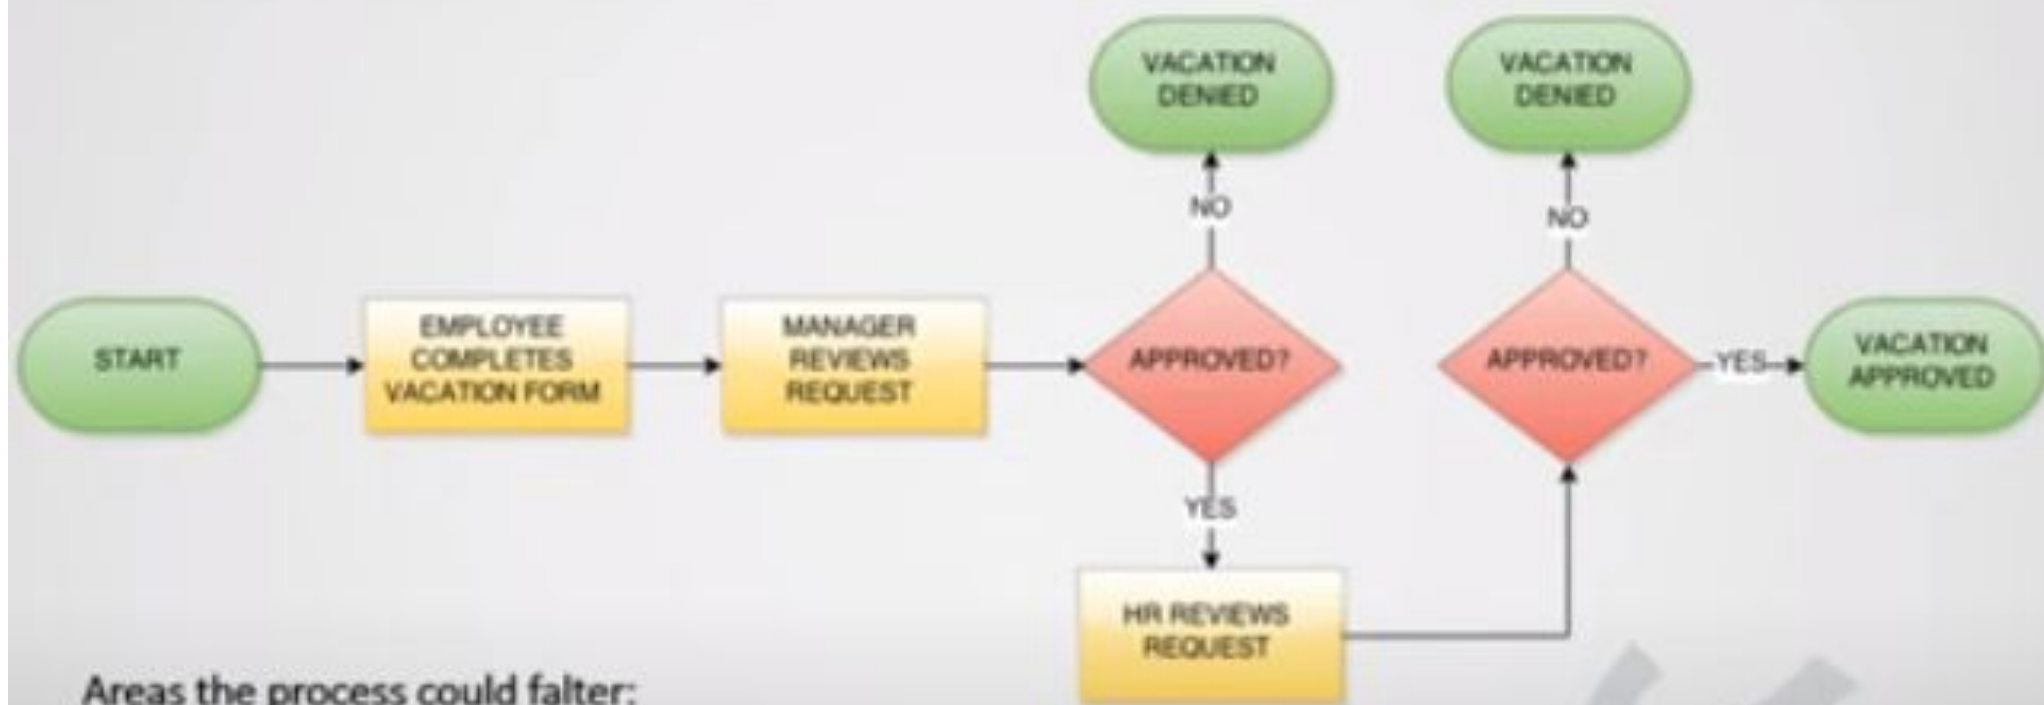 START
EMPLOYEE
COMPLETES
VACATION FORM
MANAGER
REVIEWS
REQUEST
APPROVED?
NO
VACATION
DENIED
YES
HR REVIEWS
REQUEST
APPROVED?
NO
VACATION
DENIED
YES
VACATION
APPROVED
Areas the process could falter: